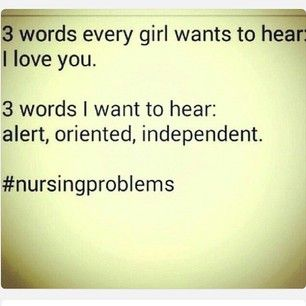 3 words every girl wants to hear:
I love you.
3 words I want to hear:
alert, oriented, independent.
#nursingproblems